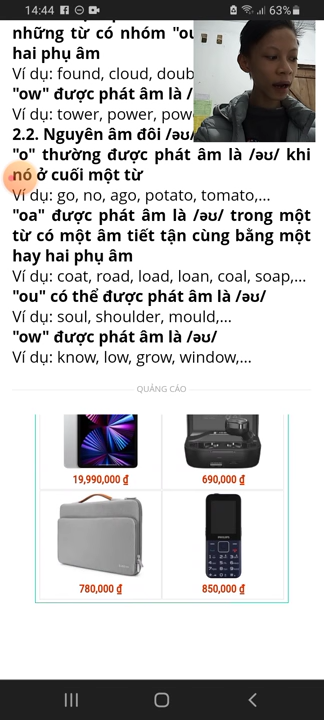 14:44
63%
những từ có nhóm "ou
hai phụ âm
Ví dụ: found, cloud, doub
"ow" được phát âm là /
Ví dụ: tower, power, pow
2.2. Nguyên âm đôi /əʊ/
"o" thường được phát âm là /əʊ/ khi
nó ở cuối một từ
Ví dụ: go, no, ago, potato, tomato,...
"oa" được phát âm là /əʊ/ trong một
từ có một âm tiết tận cùng bằng một
hay hai phụ âm
Ví dụ: coat, road, load, loan, coal, soap,...
"ou" có thể được phát âm là /əʊ/
Ví dụ: soul, shoulder, mould,...
"ow" được phát âm là /əʊ/
Ví dụ: know, low, grow, window,...
QUẢNG CÁO
19,990,000 ₫
690,000 ₫
780,000 ₫
850,000 ₫